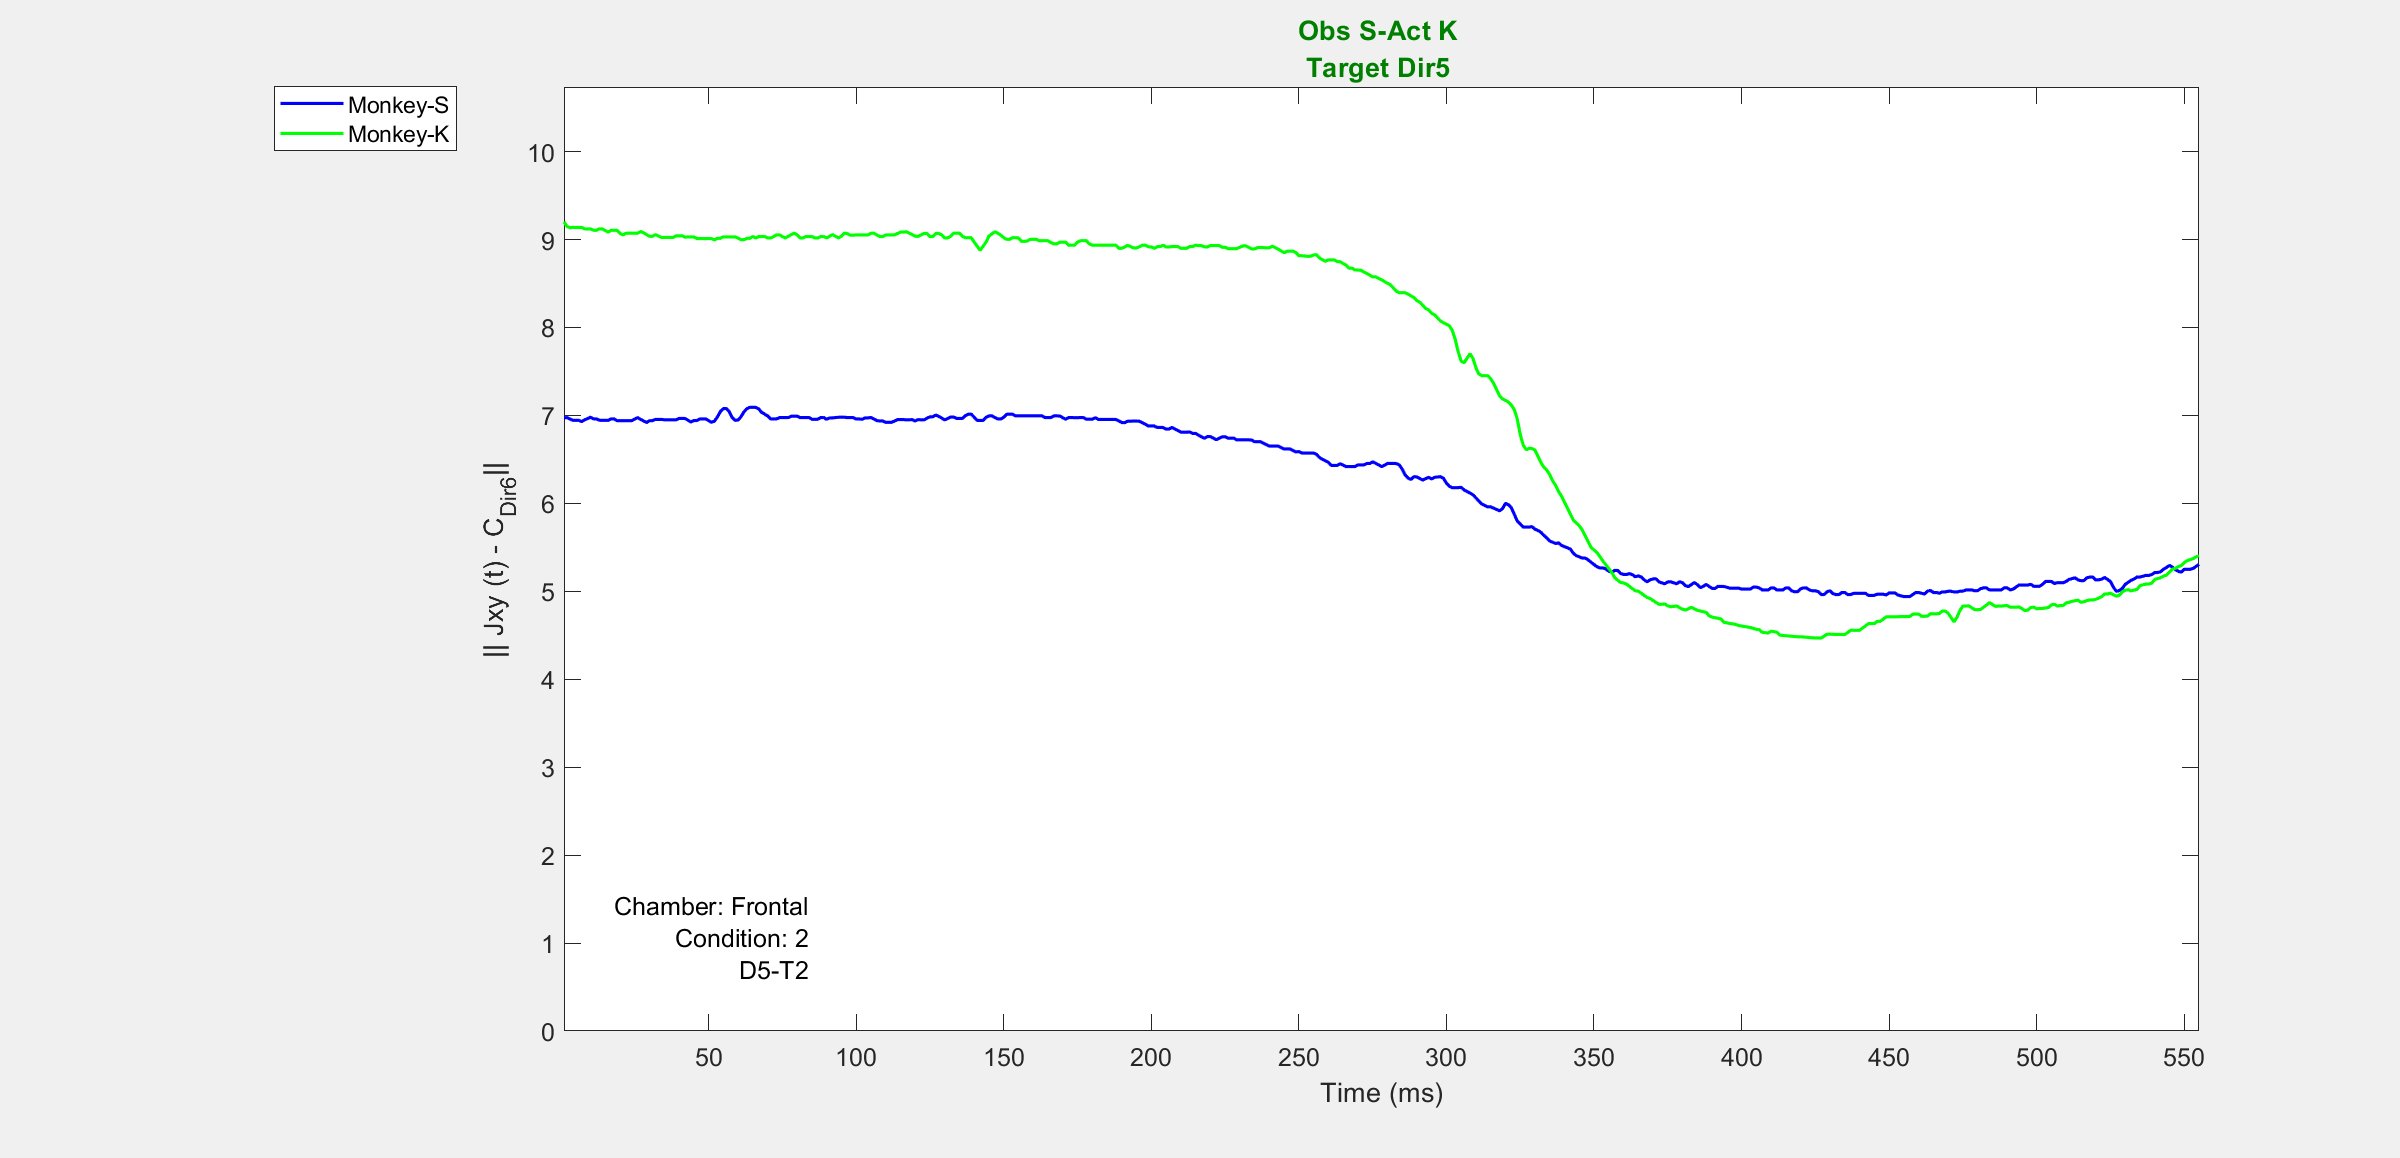 Obs S-Act K
Target Dir5
Monkey-S
Monkey-K
10
9
8
7
6
5
4
3
2
1
0
|| Jxy (t) - C_Dir6||
Chamber: Frontal
Condition: 2
D5-T2
50 100 150 200 250 300 350 400 450 500 550
Time (ms)